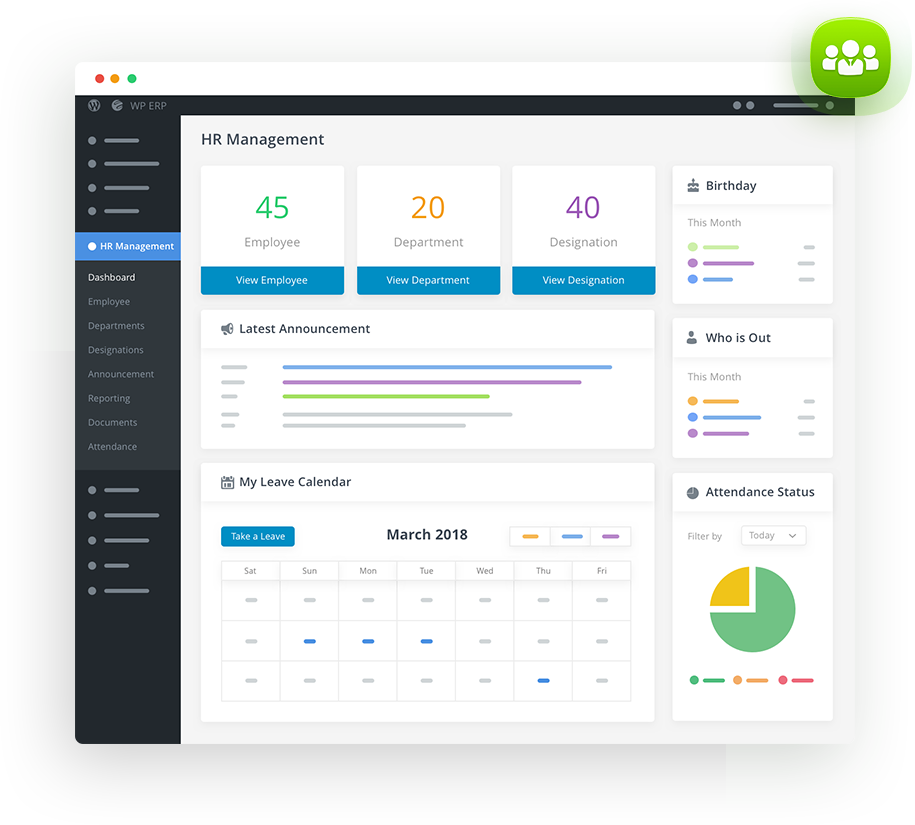 WP ERP
HR Management
Dashboard
Employee
Departments
Designations
Announcement
Reporting
Documents
Attendance
HR Management
45
Employee
View Employee
20
Department
View Department
40
Designation
View Designation
Birthday
This Month
Latest Announcement
Who is Out
This Month
My Leave Calendar
Take a Leave
March 2018
Sat Sun Mon Tue Wed Thu Fri
Attendance Status
Filter by Today